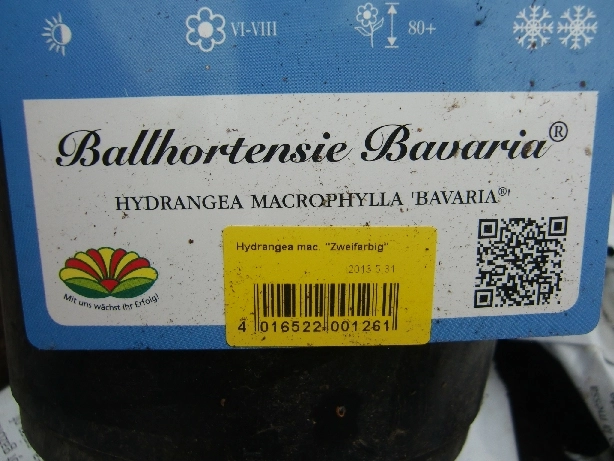 VI-VIII
80+
Ballhortensie Bavaria®
HYDRANGEA MACROPHYLLA 'BAVARIA®'
Hydrangea mac. "Zweifarbig"
2013 5.31
4 016522 001261
Mit uns wächst Ihr Erfolg!